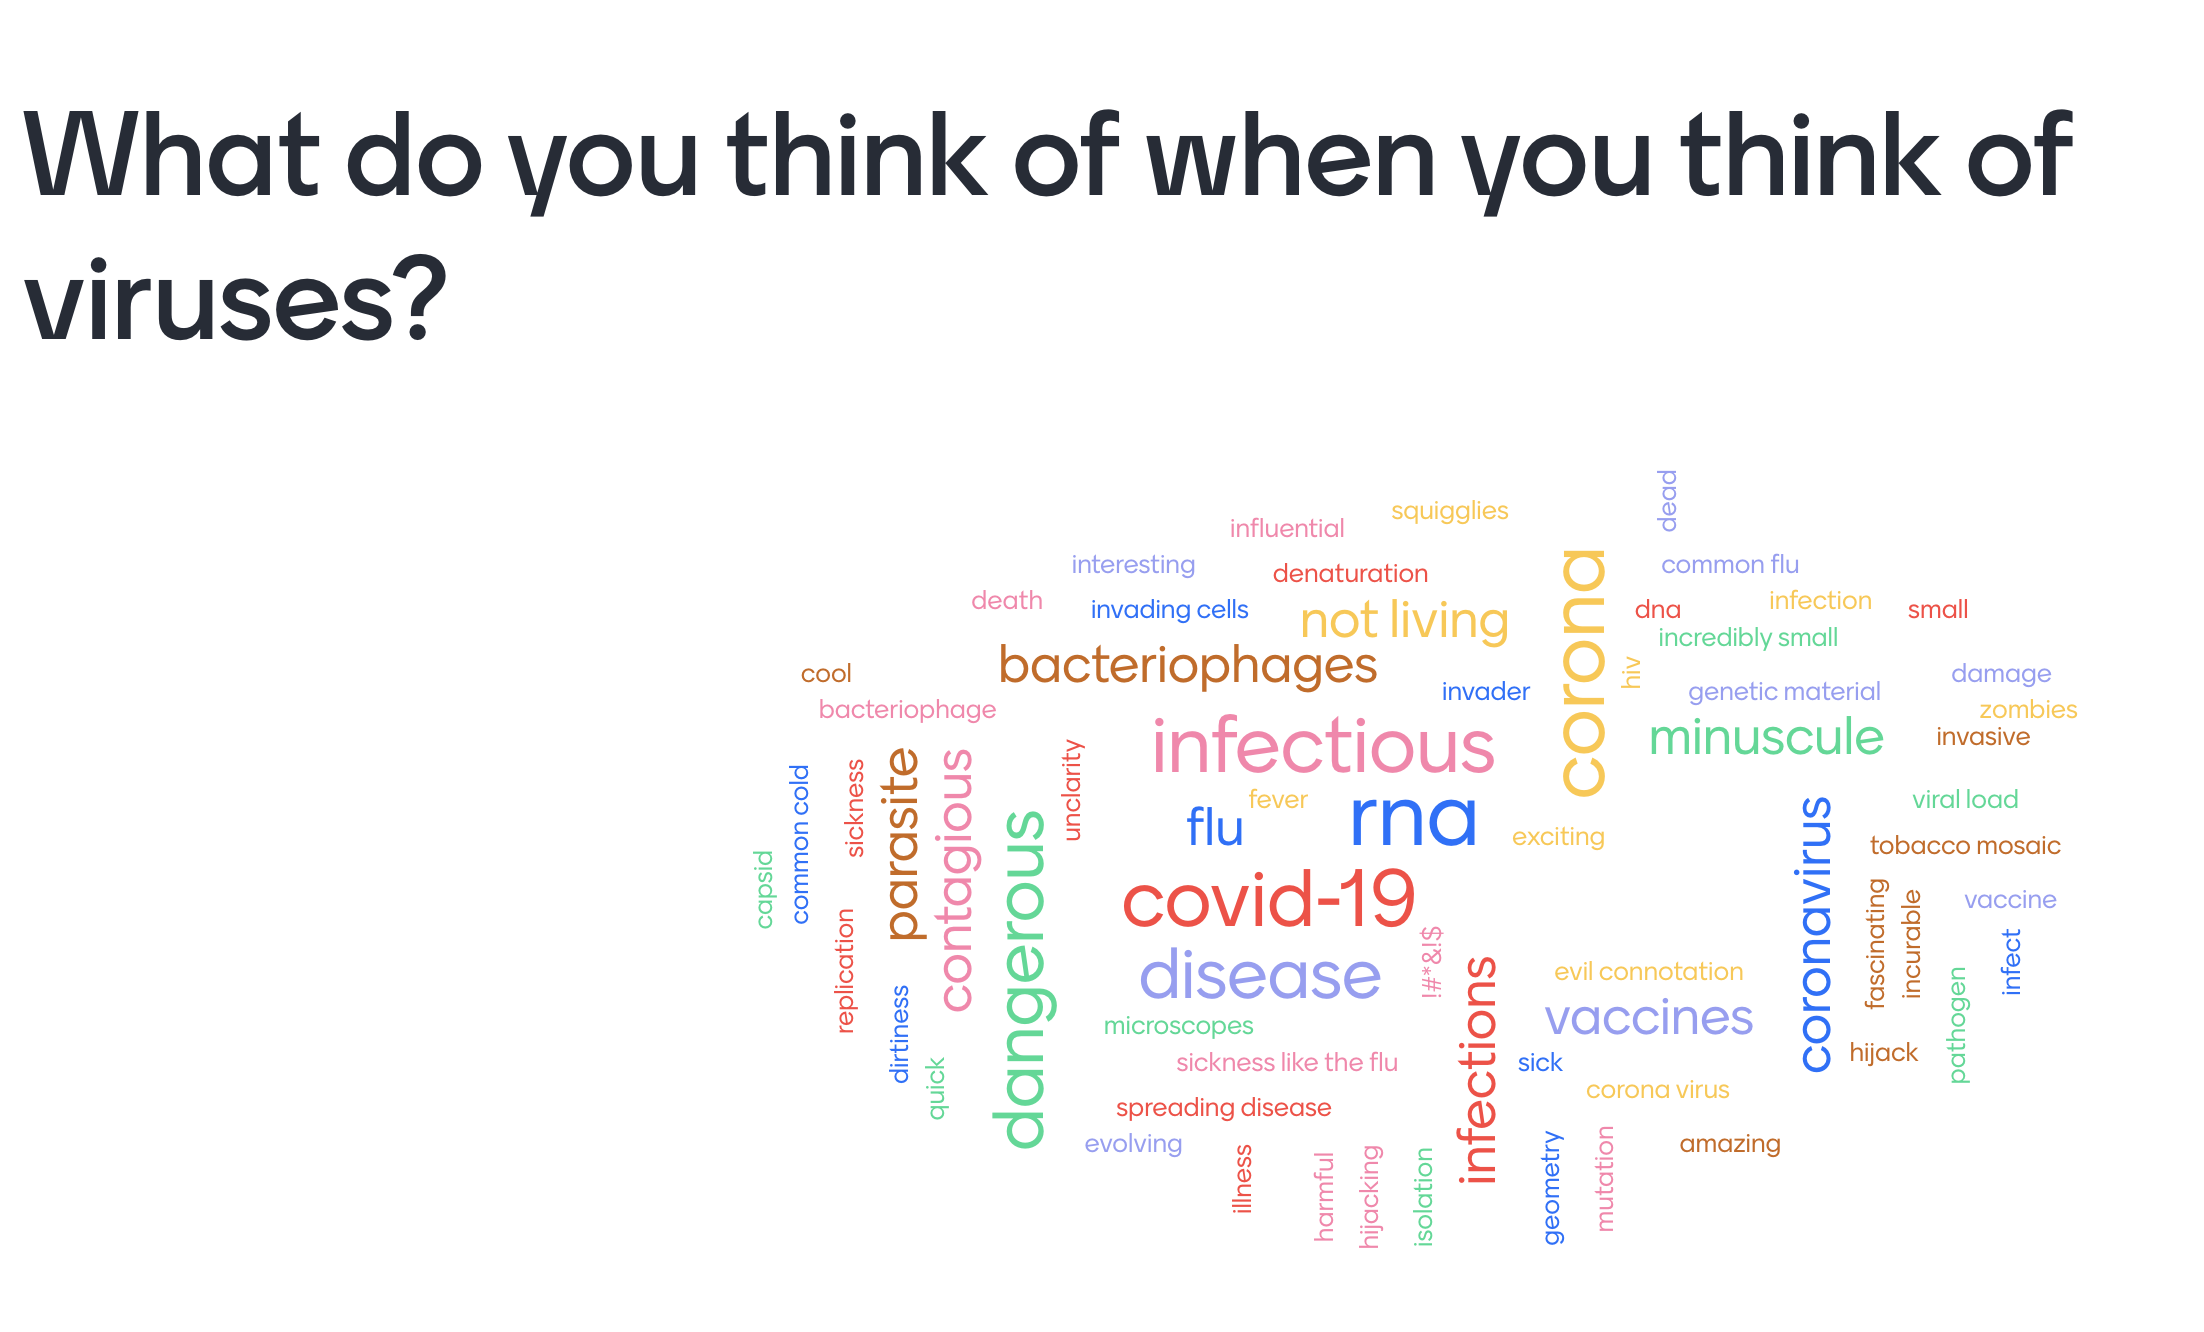 What do you think of when you think of
viruses?
dead
squigglies
influential
interesting
denaturation
common flu
death
invading cells
not living
corona
dna
infection
small
incredibly small
cool
bacteriophages
invader
hiv
genetic material
damage
bacteriophage
zombies
infectious
minuscule
invasive
common cold
sickness
parasite
contagious
unclarity
fever
flu
rna
exciting
coronavirus
viral load
tobacco mosaic
capsid
dangerous
covid-19
fascinating
incurable
vaccine
replication
disease
!#*&!$
infections
evil connotation
vaccines
pathogen
infect
dirtiness
microscopes
quick
sickness like the flu
sick
hijack
corona virus
spreading disease
evolving
illness
harmful
hijacking
isolation
geometry
mutation
amazing